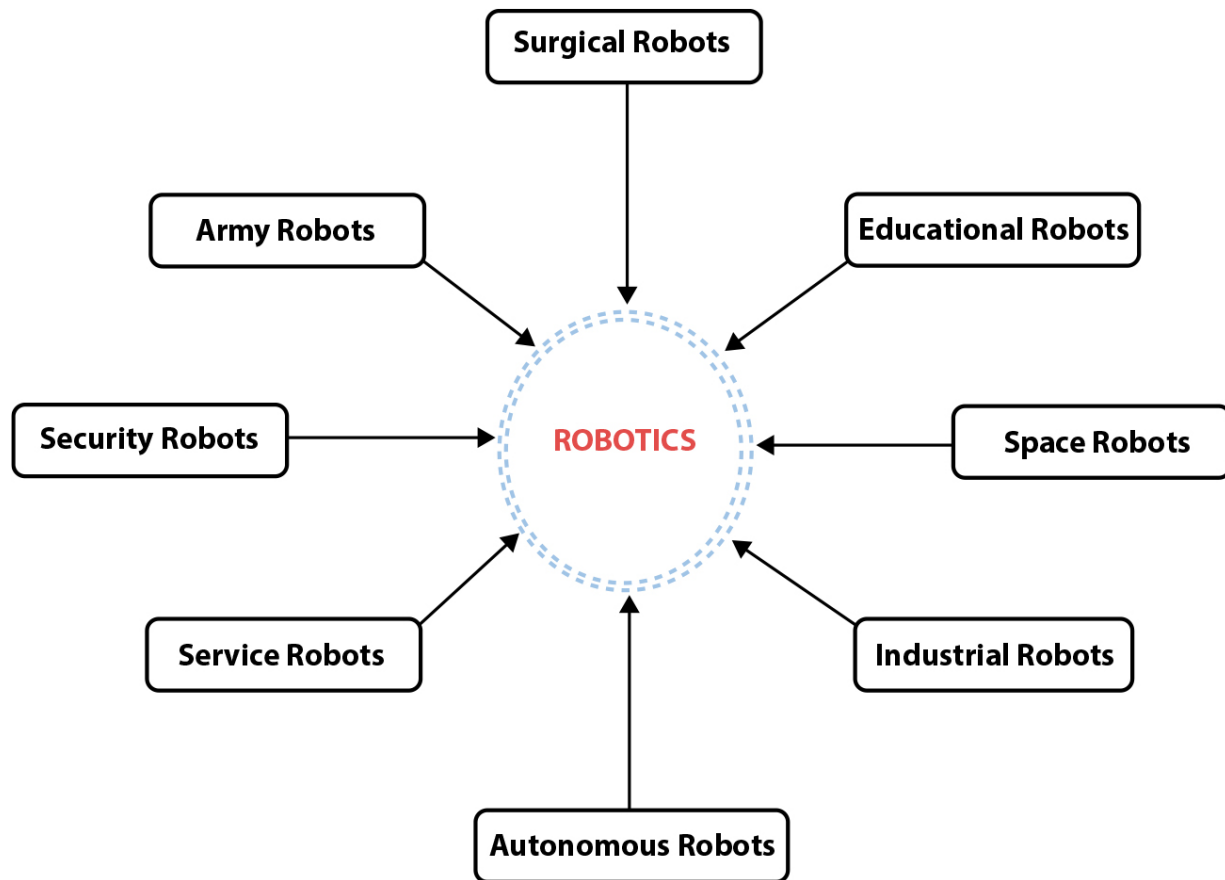 Surgical Robots
Army Robots
Educational Robots
Security Robots
ROBOTICS
Space Robots
Service Robots
Industrial Robots
Autonomous Robots